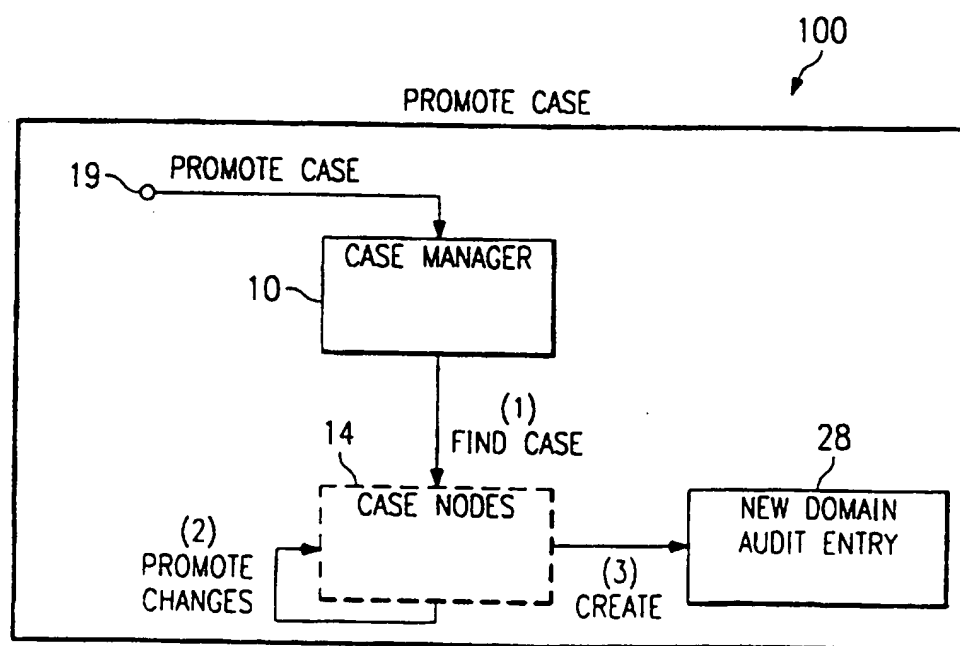 100
PROMOTE CASE
19
PROMOTE CASE
CASE MANAGER
10
(1)
FIND CASE
14
28
CASE NODES
NEW DOMAIN
AUDIT ENTRY
(2)
PROMOTE
CHANGES
(3)
CREATE